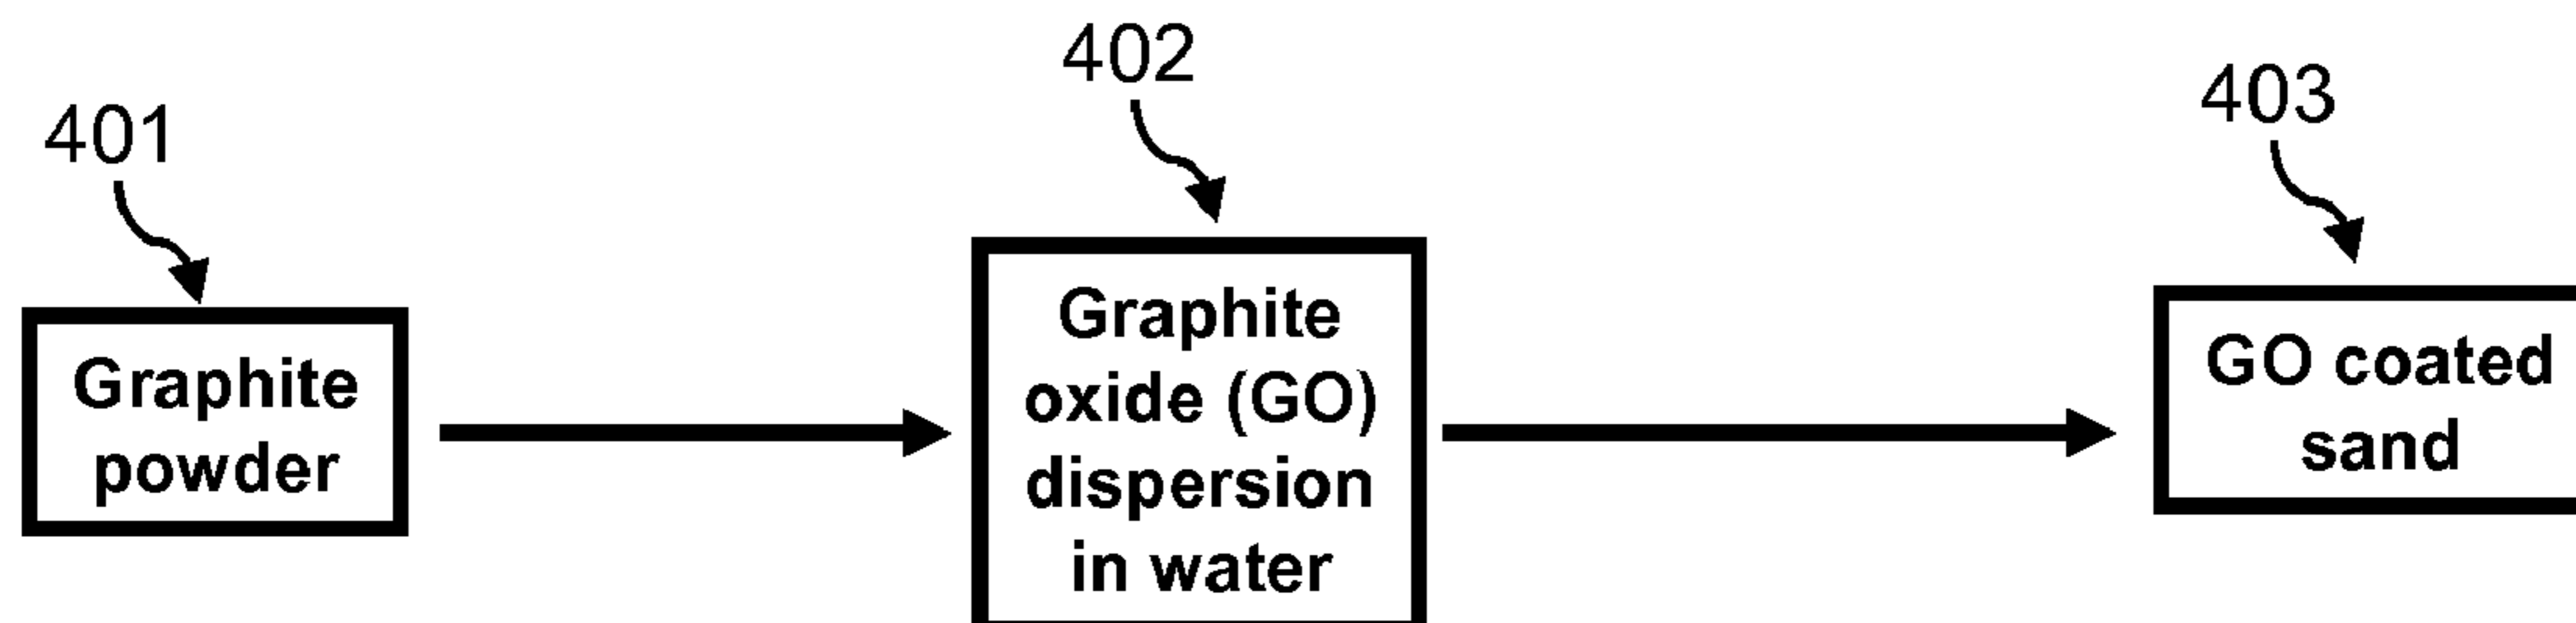 401
Graphite
powder
402
Graphite
oxide (GO)
dispersion
in water
403
GO coated
sand